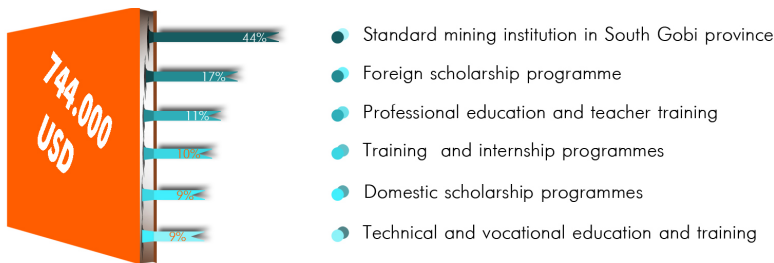 744.000
USD
44% Standard mining institution in South Gobi province
17% Foreign scholarship programme
11% Professional education and teacher training
10% Training and internship programmes
9% Domestic scholarship programmes
9% Technical and vocational education and training